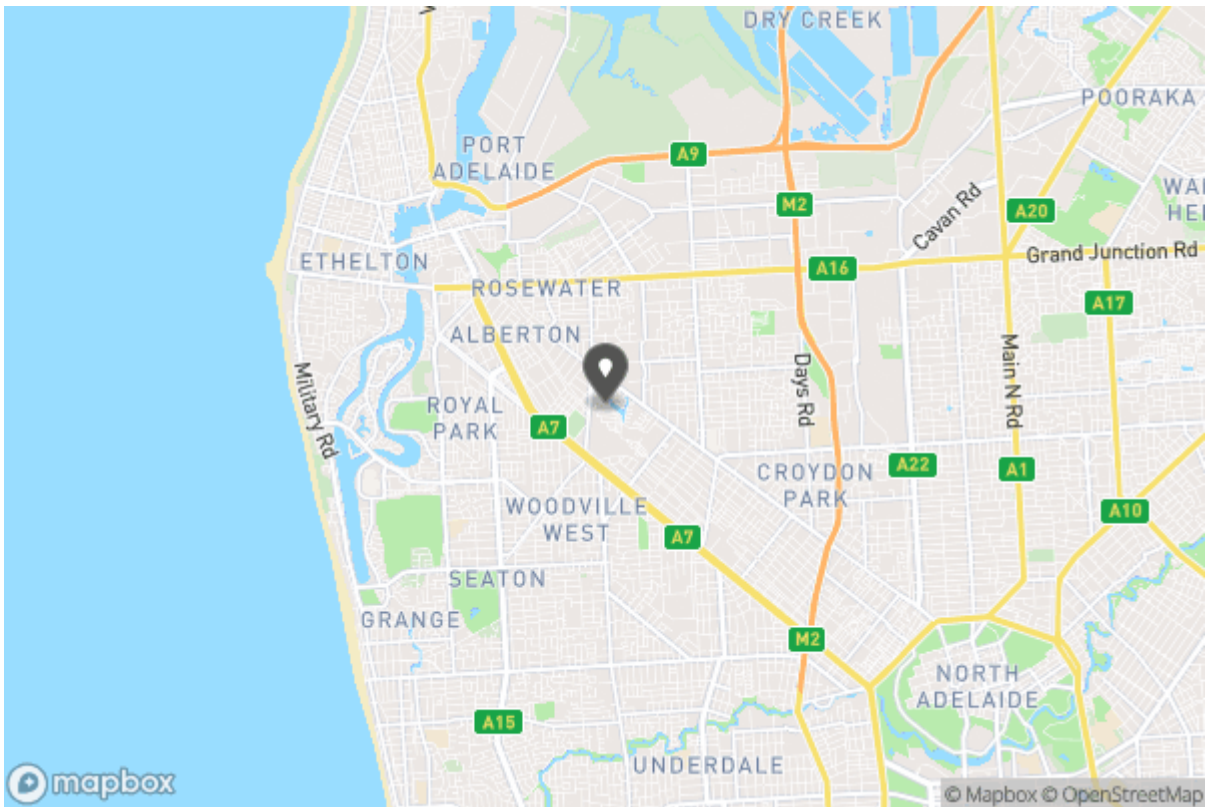 DRY CREEK
POORAKA
PORT
ADELAIDE
A9
M2
Cavan Rd
A20
ETHELTON
Grand Junction Rd
A16
ROSEWATER
A17
ALBERTON
Military Rd
Days Rd
Main N Rd
ROYAL
PARK
A7
CROYDON
PARK
A22
A1
WOODVILLE
WEST
A7
A10
SEATON
GRANGE
M2
NORTH
ADELAIDE
A15
UNDERDALE
mapbox
© Mapbox © OpenStreetMap